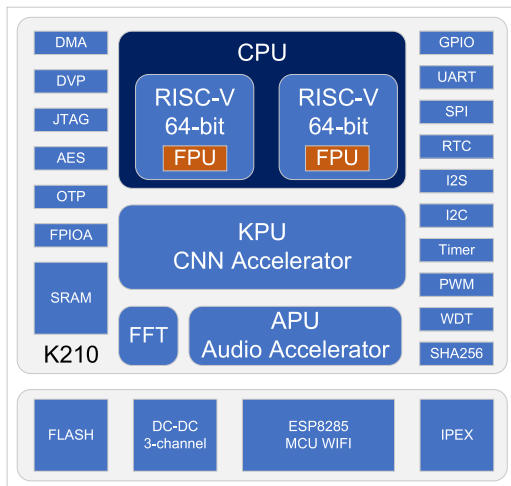 DMA
DVP
JTAG
AES
OTP
FPIOA
SRAM
K210
CPU
RISC-V
64-bit
FPU
RISC-V
64-bit
FPU
KPU
CNN Accelerator
FFT
APU
Audio Accelerator
GPIO
UART
SPI
RTC
I2S
I2C
Timer
PWM
WDT
SHA256
FLASH
DC-DC
3-channel
ESP8285
MCU WIFI
IPEX